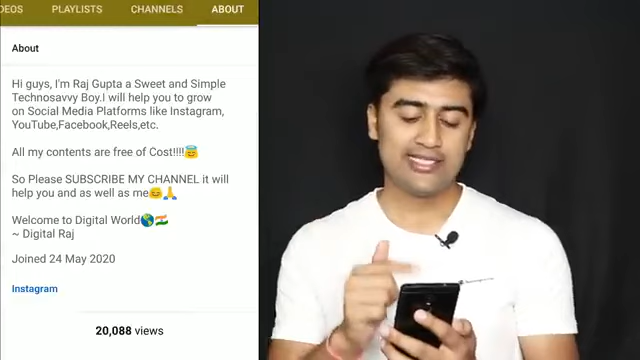 DEOS PLAYLISTS CHANNELS ABOUT
About
Hi guys, I'm Raj Gupta a Sweet and Simple
Technosavvy Boy.I will help you to grow
on Social Media Platforms like Instagram,
YouTube,Facebook,Reels,etc.
All my contents are free of Cost!!!!😇
So Please SUBSCRIBE MY CHANNEL it will
help you and as well as me😊🙏
Welcome to Digital World🌎🇮🇳
~ Digital Raj
Joined 24 May 2020
Instagram
20,088 views